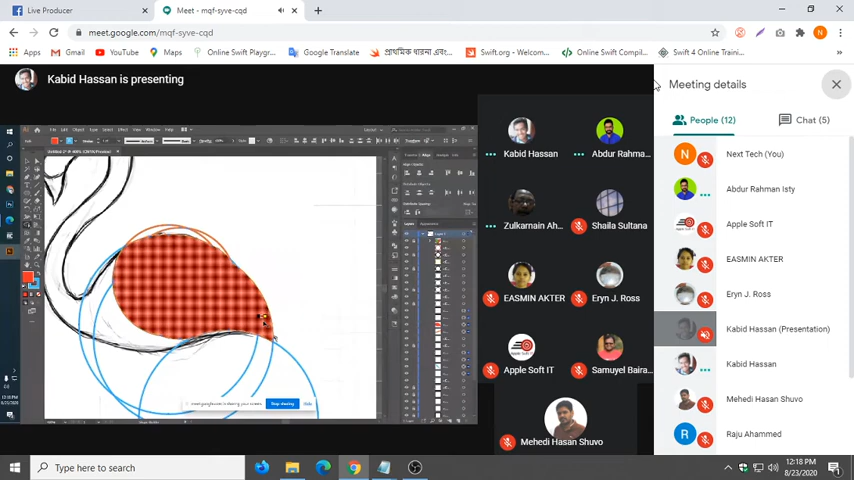 Live Producer
Meet - mqf-syve-cqd
meet.google.com/mqf-syve-cqd
Apps
Gmail
YouTube
Maps
Online Swift Playgr...
Google Translate
প্রাথমিক ধারনা এবং...
Swift.org - Welcom...
Online Swift Compil...
Swift 4 Online Traini...
Kabid Hassan is presenting
Meeting details
People (12)
Chat (5)
Kabid Hassan
Abdur Rahma...
Zulkarnain Ah...
Shaila Sultana
EASMIN AKTER
Eryn J. Ross
Apple Soft IT
Samuyel Baira...
Mehedi Hasan Shuvo
Next Tech (You)
Abdur Rahman Isty
Apple Soft IT
EASMIN AKTER
Eryn J. Ross
Kabid Hassan (Presentation)
Kabid Hassan
Mehedi Hasan Shuvo
Raju Ahammed
Stop sharing
Hide
Type here to search
12:18 PM
8/23/2020